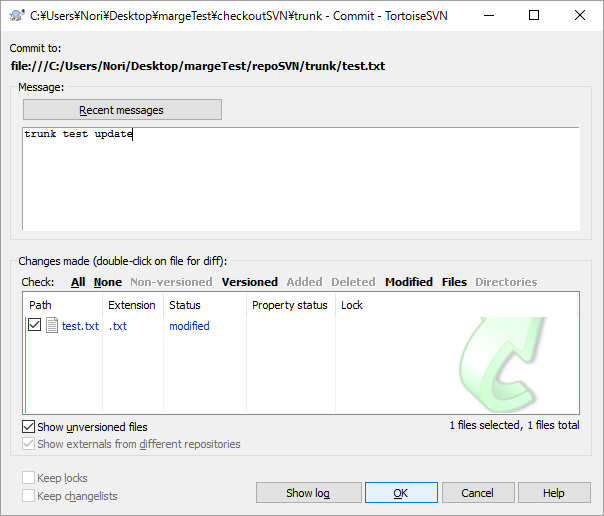 C:¥Users¥Nori¥Desktop¥margeTest¥checkoutSVN¥trunk - Commit - TortoiseSVN
Commit to:
file:///C:/Users/Nori/Desktop/margeTest/repoSVN/trunk/test.txt
Message:
Recent messages
trunk test update
Changes made (double-click on file for diff):
Check: All None Non-versioned Versioned Added Deleted Modified Files Directories
Path Extension Status Property status Lock
test.txt .txt modified
Show unversioned files 1 files selected, 1 files total
Show externals from different repositories
Keep locks
Keep changelists
Show log OK Cancel Help